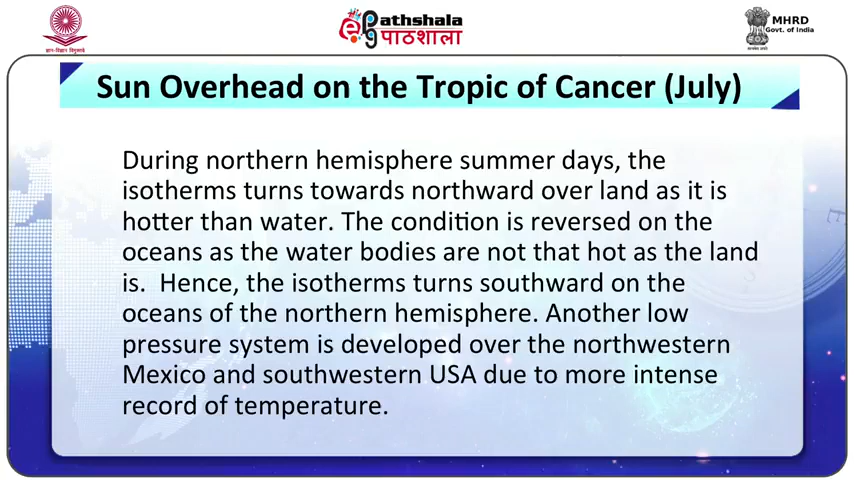 ज्ञान-विज्ञान विमुक्तये
ePathshala
पाठशाला
MHRD
Govt. of India
Sun Overhead on the Tropic of Cancer (July)
During northern hemisphere summer days, the
isotherms turns towards northward over land as it is
hotter than water. The condition is reversed on the
oceans as the water bodies are not that hot as the land
is.  Hence, the isotherms turns southward on the
oceans of the northern hemisphere. Another low
pressure system is developed over the northwestern
Mexico and southwestern USA due to more intense
record of temperature.